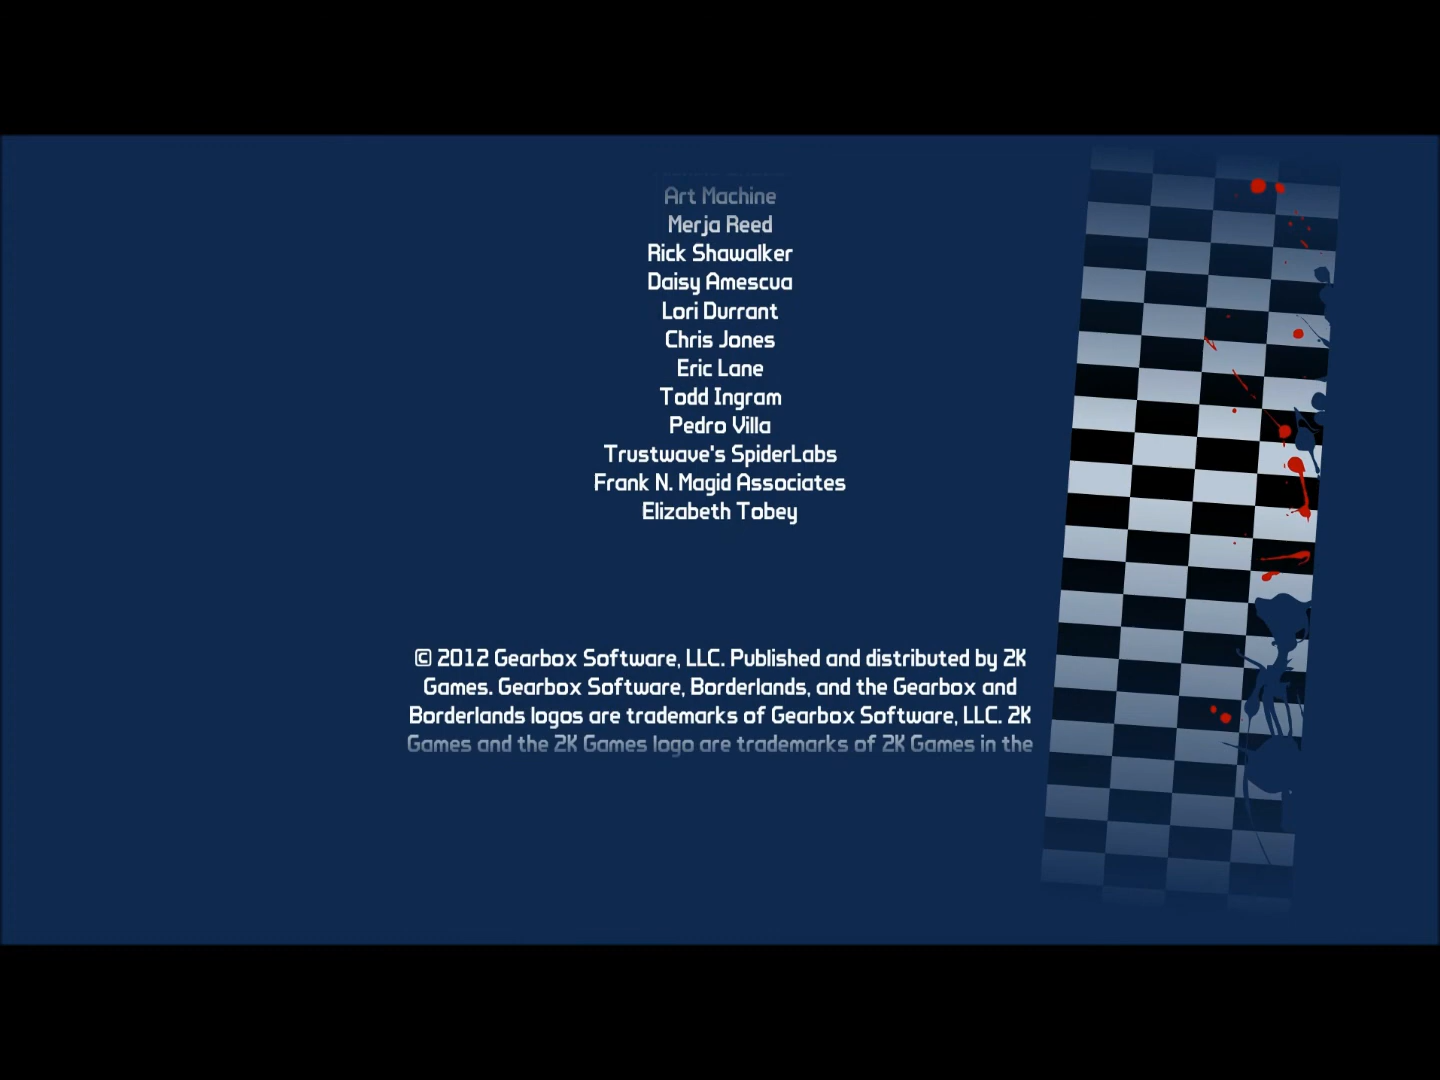 Art Machine
Merja Reed
Rick Shawalker
Daisy Amescua
Lori Durrant
Chris Jones
Eric Lane
Todd Ingram
Pedro Villa
Trustwave's SpiderLabs
Frank N. Magid Associates
Elizabeth Tobey
© 2012 Gearbox Software, LLC. Published and distributed by 2K
Games. Gearbox Software, Borderlands, and the Gearbox and
Borderlands logos are trademarks of Gearbox Software, LLC. 2K
Games and the 2K Games logo are trademarks of 2K Games in the